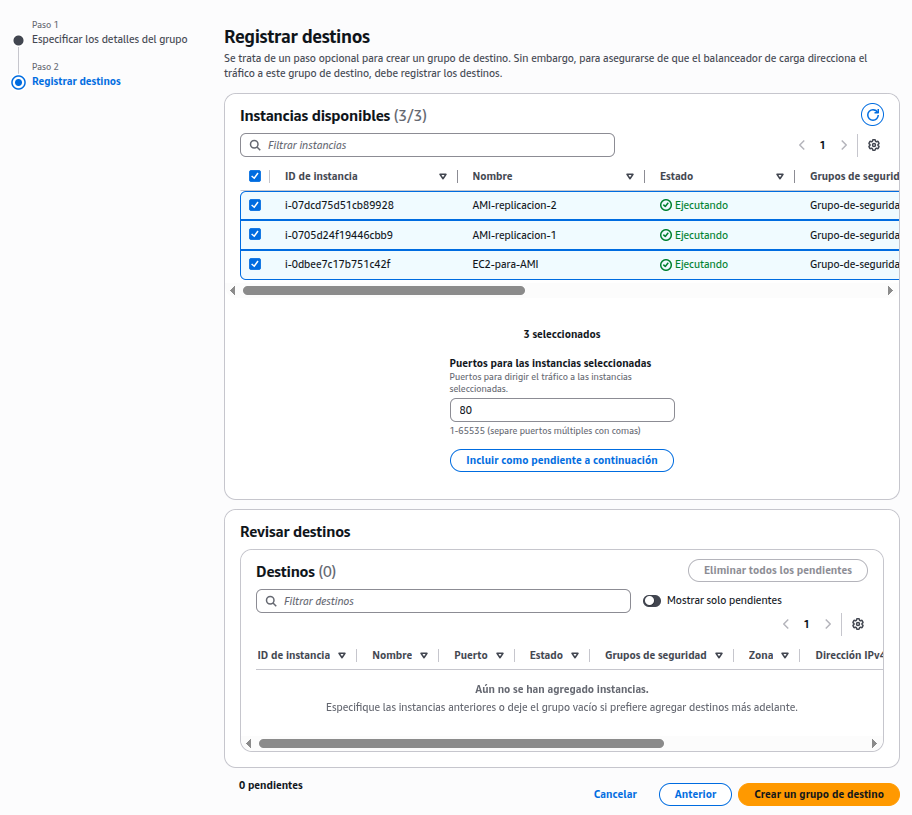 Paso 1
Especificar los detalles del grupo
Paso 2
Registrar destinos
Registrar destinos
Se trata de un paso opcional para crear un grupo de destino. Sin embargo, para asegurarse de que el balanceador de carga direcciona el
tráfico a este grupo de destino, debe registrar los destinos.
Instancias disponibles (3/3)
Filtrar instancias
1
ID de instancia Nombre Estado Grupos de segurid
i-07dcd75d51cb89928 AMI-replicacion-2 Ejecutando Grupo-de-segurida
i-0705d24f19446cbb9 AMI-replicacion-1 Ejecutando Grupo-de-segurida
i-0dbee7c17b751c42f EC2-para-AMI Ejecutando Grupo-de-segurida
3 seleccionados
Puertos para las instancias seleccionadas
Puertos para dirigir el tráfico a las instancias
seleccionadas.
80
1-65535 (separe puertos múltiples con comas)
Incluir como pendiente a continuación
Revisar destinos
Destinos (0)
Eliminar todos los pendientes
Filtrar destinos
Mostrar solo pendientes
1
ID de instancia Nombre Puerto Estado Grupos de seguridad Zona Dirección IPv4
Aún no se han agregado instancias.
Especifique las instancias anteriores o deje el grupo vacío si prefiere agregar destinos más adelante.
0 pendientes
Cancelar
Anterior
Crear un grupo de destino